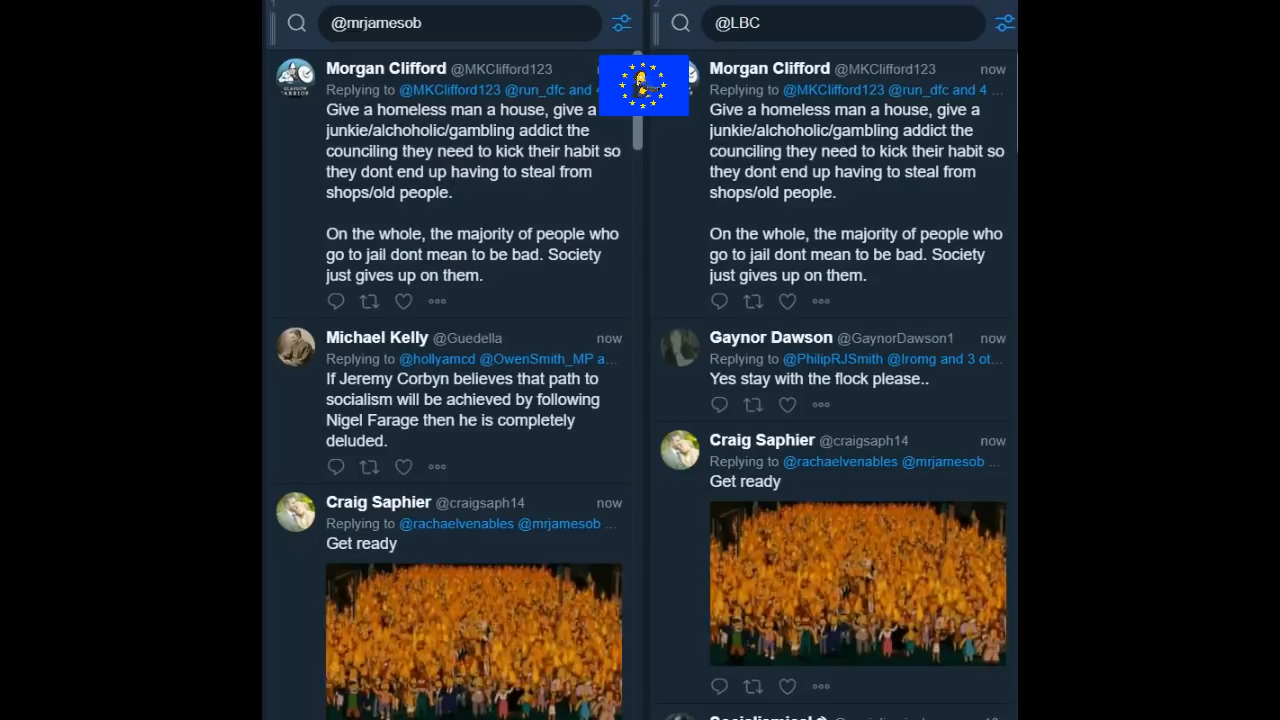 1
@mrjamesob
Morgan Clifford @MKClifford123
Replying to @MKClifford123 @run_dfc and
Give a homeless man a house, give a
junkie/alchoholic/gambling addict the
counciling they need to kick their habit so
they dont end up having to steal from
shops/old people.
On the whole, the majority of people who
go to jail dont mean to be bad. Society
just gives up on them.
Michael Kelly @Guedella now
Replying to @hollyamcd @OwenSmith_MP a...
If Jeremy Corbyn believes that path to
socialism will be achieved by following
Nigel Farage then he is completely
deluded.
Craig Saphier @craigsaph14 now
Replying to @rachaelvenables @mrjamesob ...
Get ready
2
@LBC
Morgan Clifford @MKClifford123 now
Replying to @MKClifford123 @run_dfc and 4 ...
Give a homeless man a house, give a
junkie/alchoholic/gambling addict the
counciling they need to kick their habit so
they dont end up having to steal from
shops/old people.
On the whole, the majority of people who
go to jail dont mean to be bad. Society
just gives up on them.
Gaynor Dawson @GaynorDawson1 now
Replying to @PhilipRJSmith @lromg and 3 ot...
Yes stay with the flock please..
Craig Saphier @craigsaph14 now
Replying to @rachaelvenables @mrjamesob ...
Get ready